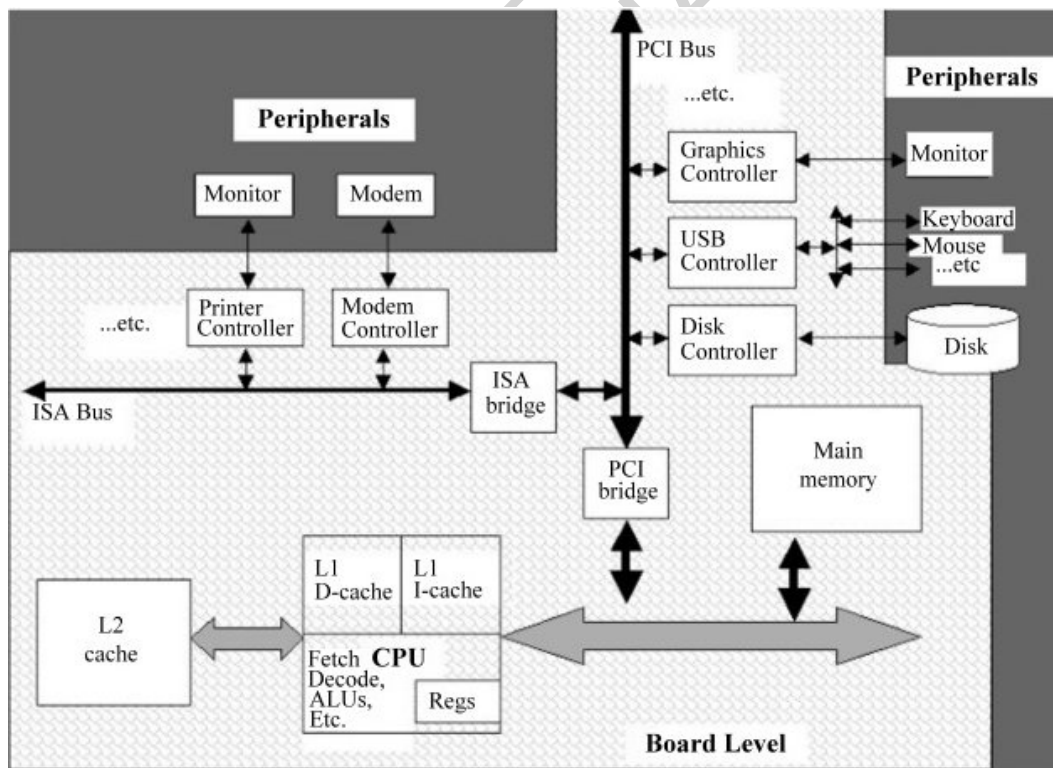 PCI Bus
...etc.
Peripherals
Peripherals
Graphics
Controller
Monitor
Monitor
Modem
Keyboard
USB
Controller
Mouse
...etc
...etc.
Printer
Controller
Modem
Controller
Disk
Controller
Disk
ISA
bridge
ISA Bus
PCI
bridge
Main
memory
L1
D-cache
L1
I-cache
L2
cache
Fetch CPU
Decode,
ALUs,
Etc.
Regs
Board Level